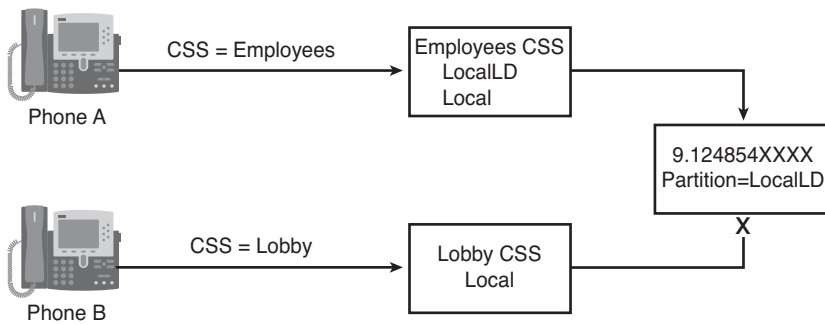 CSS = Employees
Employees CSS
LocalLD
Local
Phone A
9.124854XXXX
Partition=LocalLD
X
CSS = Lobby
Lobby CSS
Local
Phone B